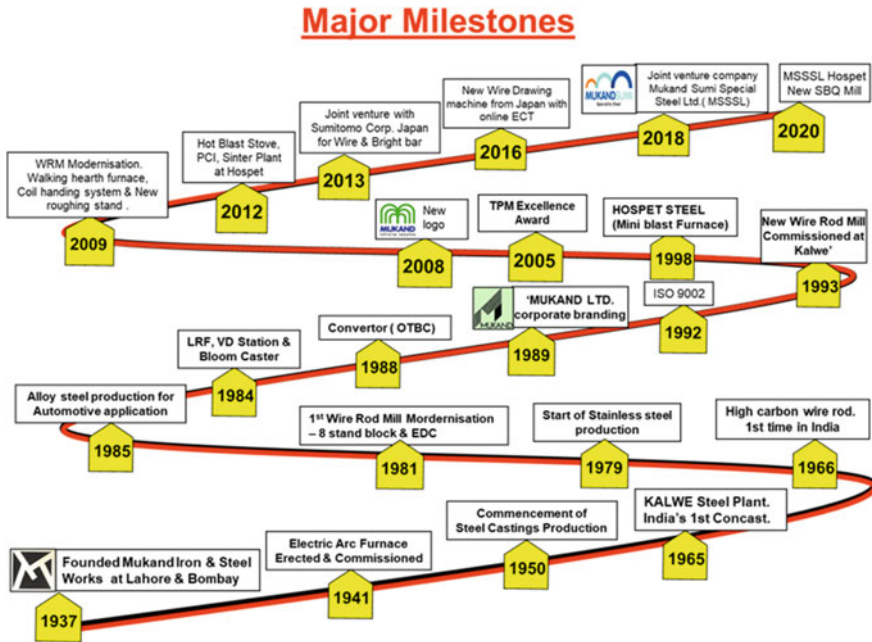 Major Milestones
MUKANDSUMI
Joint venture company
Mukand Sumi Special
Steel Ltd.( MSSSL)
MSSSL Hospet
New SBQ Mill
New Wire Drawing
machine from Japan with
online ECT
Joint venture with
Sumitomo Corp. Japan
for Wire & Bright bar
Hot Blast Stove,
PCI, Sinter Plant
at Hospet
WRM Modernisation.
Walking hearth furnace,
Coil handing system & New
roughing stand .
2020
2018
2016
2013
2012
2009
MUKAND
New
logo
TPM Excellence
Award
HOSPET STEEL
(Mini blast Furnace)
New Wire Rod Mill
Commissioned at
Kalwe'
2008
2005
1998
1993
LRF, VD Station &
Bloom Caster
Convertor ( OTBC)
MUKAND
‘MUKAND LTD.
corporate branding
ISO 9002
1984
1988
1989
1992
Alloy steel production for
Automotive application
1st Wire Rod Mill Mordernisation
– 8 stand block & EDC
Start of Stainless steel
production
High carbon wire rod.
1st time in India
1985
1981
1979
1966
Founded Mukand Iron & Steel
Works at Lahore & Bombay
Electric Arc Furnace
Erected & Commissioned
Commencement of
Steel Castings Production
KALWE Steel Plant.
India's 1st Concast.
1937
1941
1950
1965